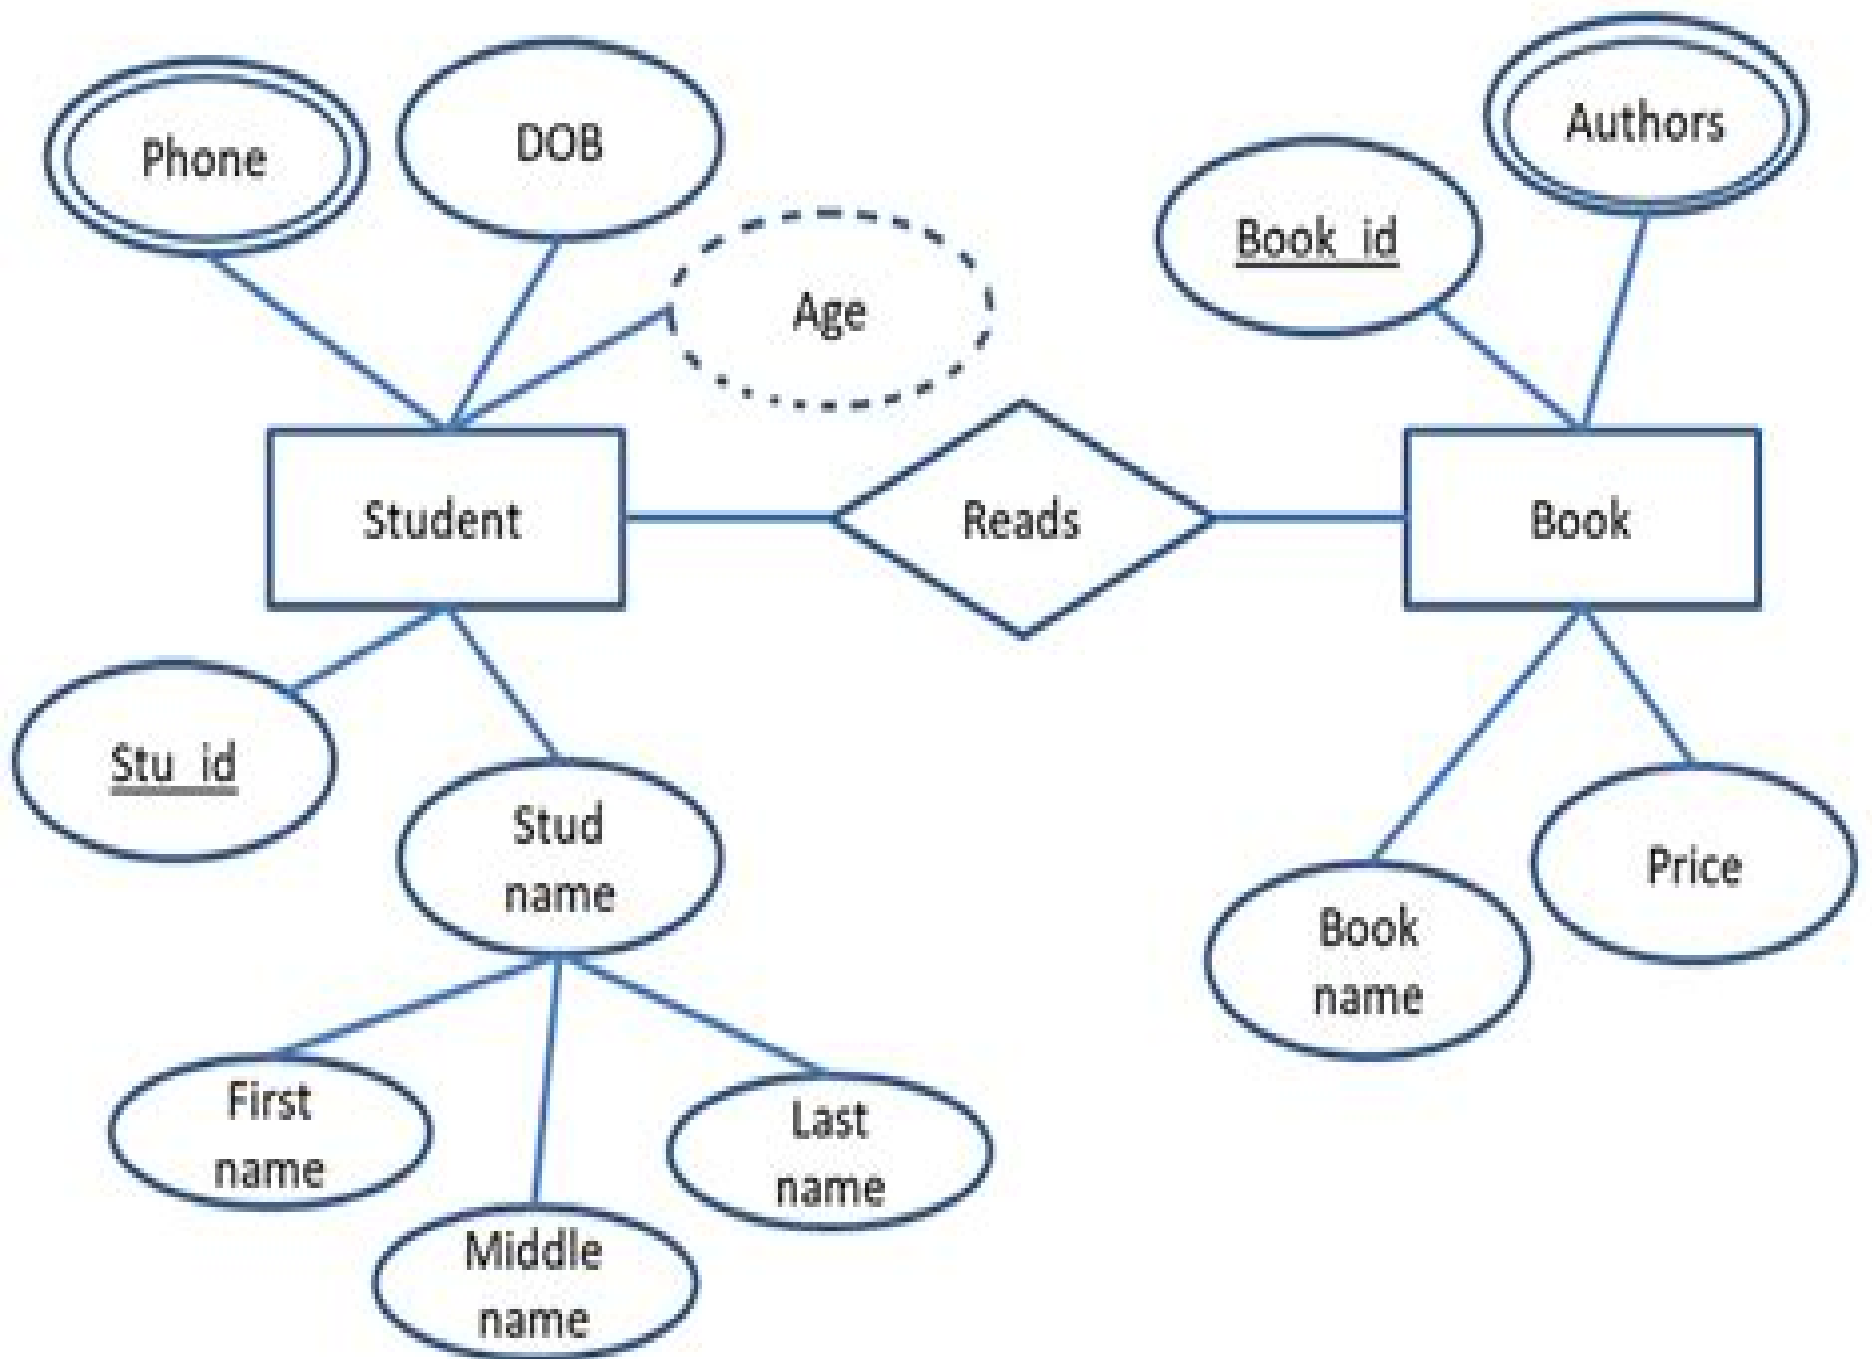 Phone
DOB
Authors
Book_id
Age
Student
Reads
Book
Stu_id
Stud
name
Book
name
Price
First
name
Last
name
Middle
name